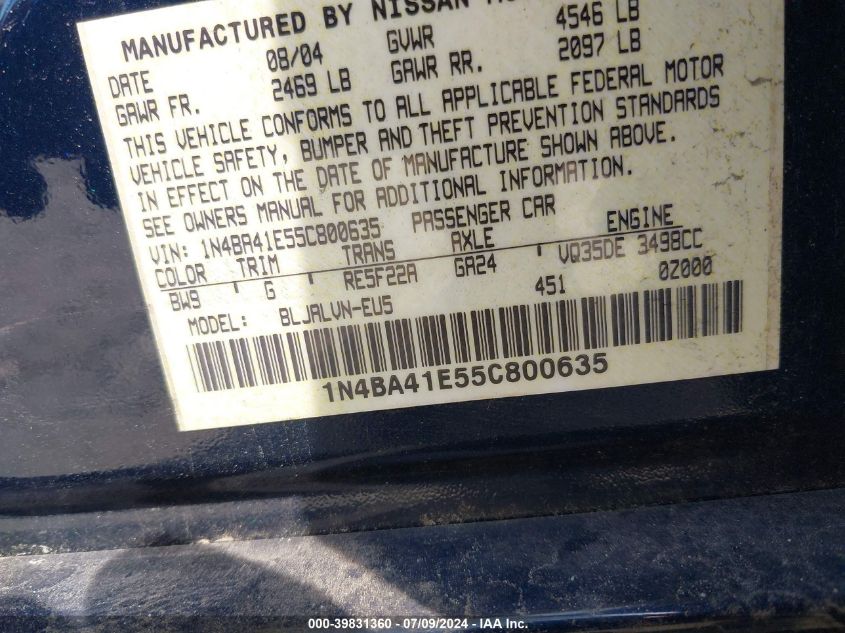 MANUFACTURED BY NISSAN
DATE 08/04 GVWR 4546 LB
GAWR FR. 2469 LB GAWR RR. 2097 LB
THIS VEHICLE CONFORMS TO ALL APPLICABLE FEDERAL MOTOR
VEHICLE SAFETY, BUMPER AND THEFT PREVENTION STANDARDS
IN EFFECT ON THE DATE OF MANUFACTURE SHOWN ABOVE.
SEE OWNERS MANUAL FOR ADDITIONAL INFORMATION.
VIN: 1N4BA41E55C800635 PASSENGER CAR
COLOR TRIM TRANS AXLE ENGINE
BW9 G RE5F22A GA24 VQ35DE 3498CC
MODEL: BLJALVN-EU5 451 0Z000
1N4BA41E55C800635
000-39831360 - 07/09/2024 - IAA Inc.